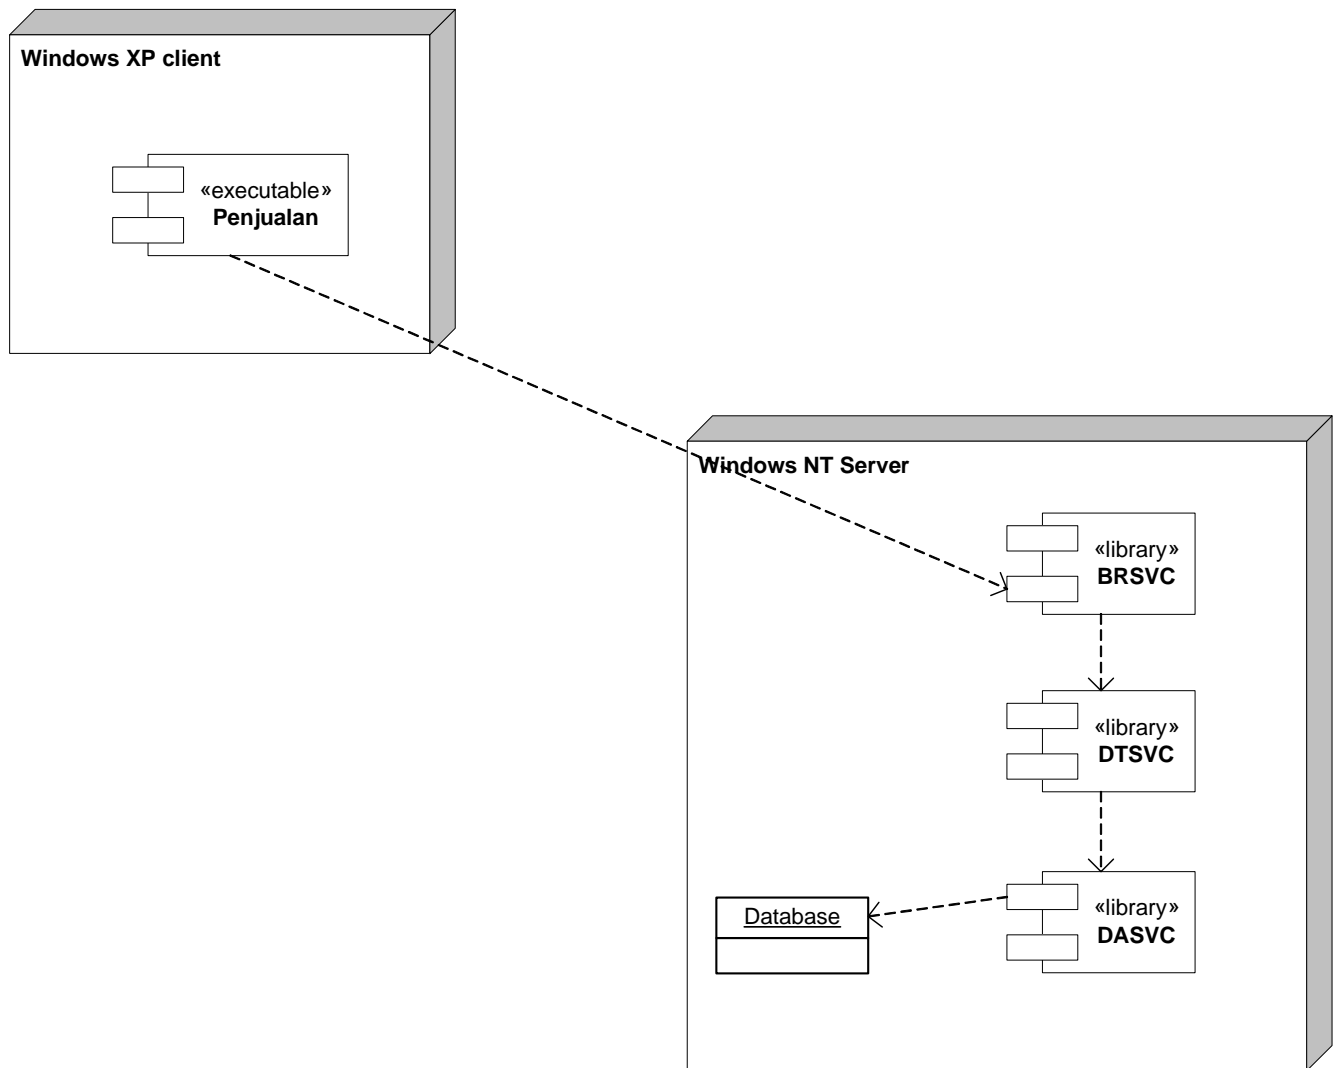 Windows XP client
«executable»
Penjualan
Windows NT Server
«library»
BRSVC
«library»
DTSVC
«library»
DASVC
Database